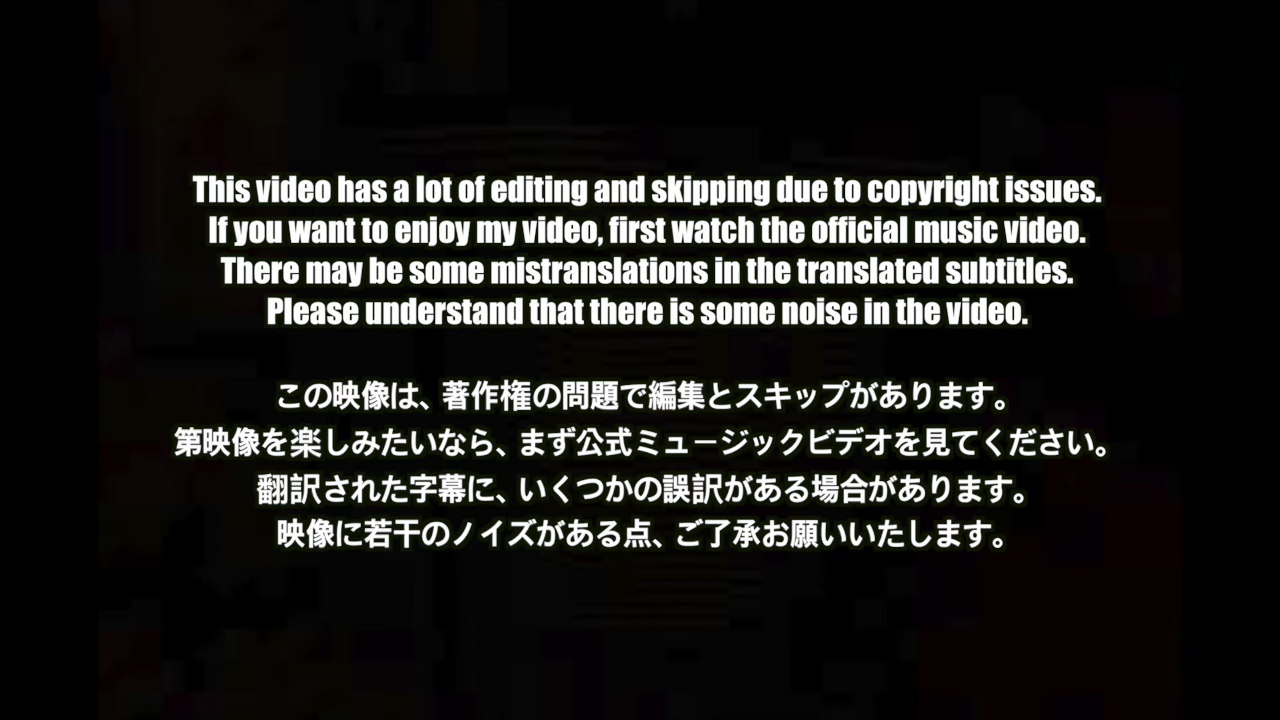 This video has a lot of editing and skipping due to copyright issues.
If you want to enjoy my video, first watch the official music video.
There may be some mistranslations in the translated subtitles.
Please understand that there is some noise in the video.
この映像は、著作権の問題で編集とスキップがあります。
第映像を楽しみたいなら、まず公式ミュージックビデオを見てください。
翻訳された字幕に、いくつかの誤訳がある場合があります。
映像に若干のノイズがある点、ご了承お願いいたします。